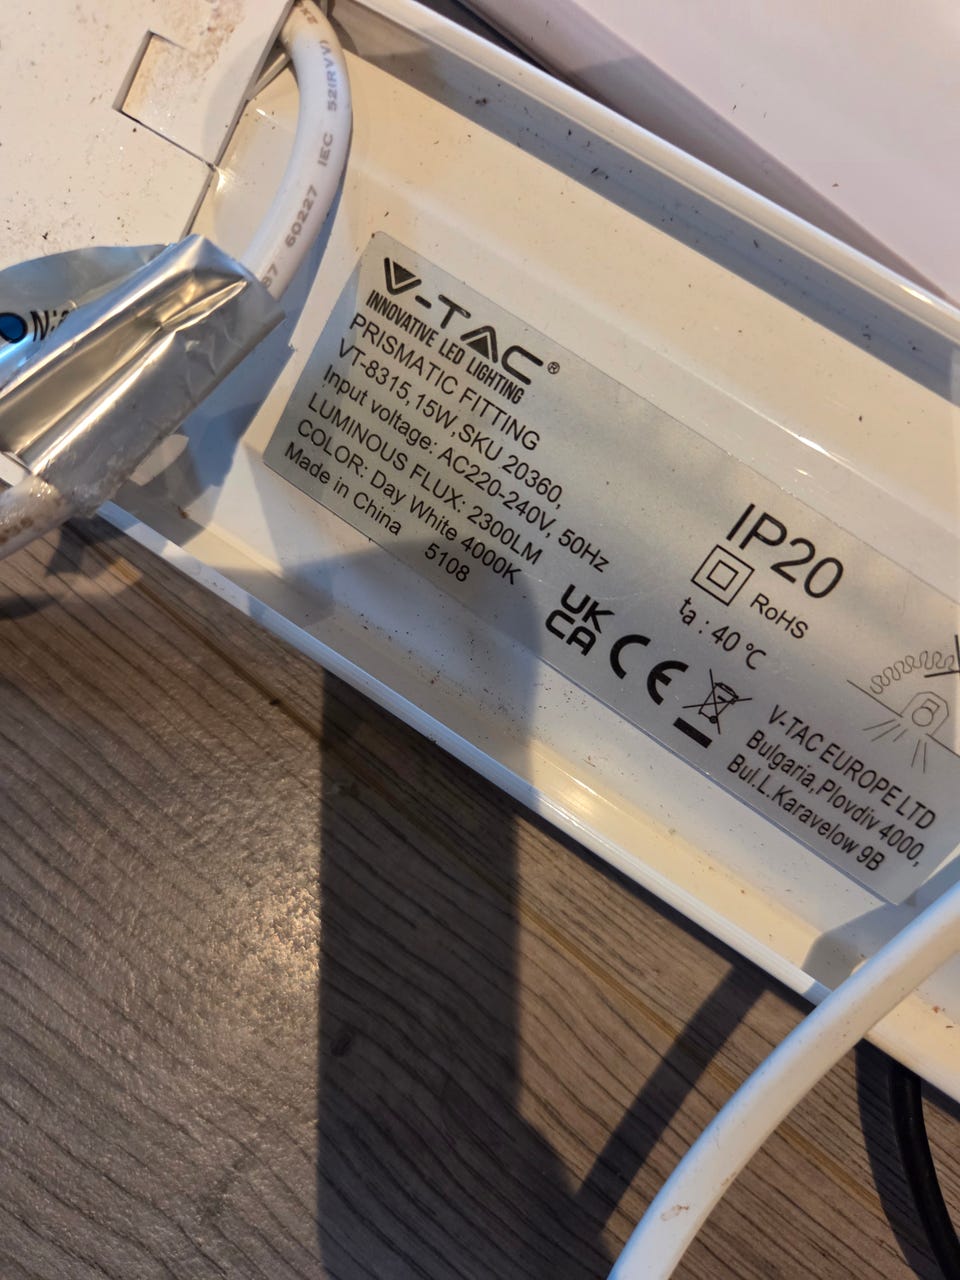 60227 IEC 52(RVV)
V-TAC®
INNOVATIVE LED LIGHTING
PRISMATIC FITTING
VT-8315,15W,SKU 20360,
Input voltage: AC220-240V, 50Hz
LUMINOUS FLUX: 2300LM
COLOR: Day White 4000K
Made in China 5108
IP20
RoHS
ta : 40 °C
UK
CA
CE
V-TAC EUROPE LTD
Bulgaria,Plovdiv 4000,
Bul.L.Karavelow 9B